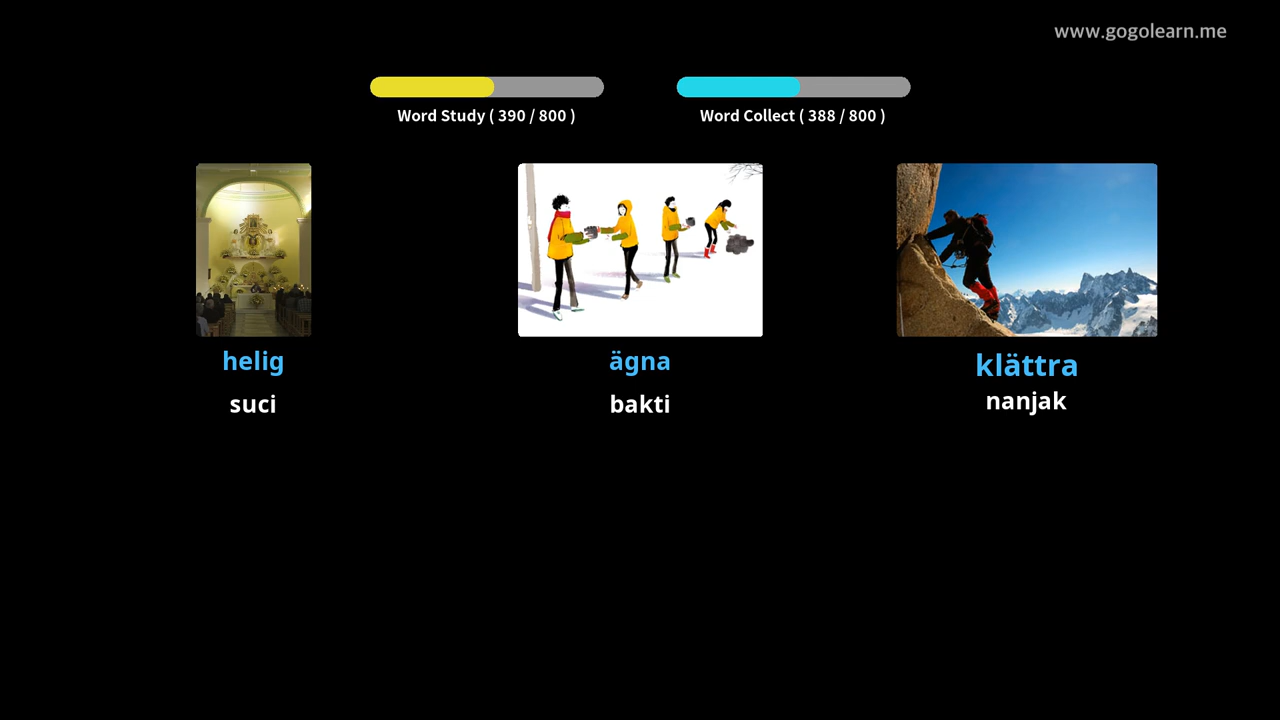 www.gogolearn.me
Word Study ( 390 / 800 )
Word Collect ( 388 / 800 )
helig
ägna
klättra
suci
bakti
nanjak